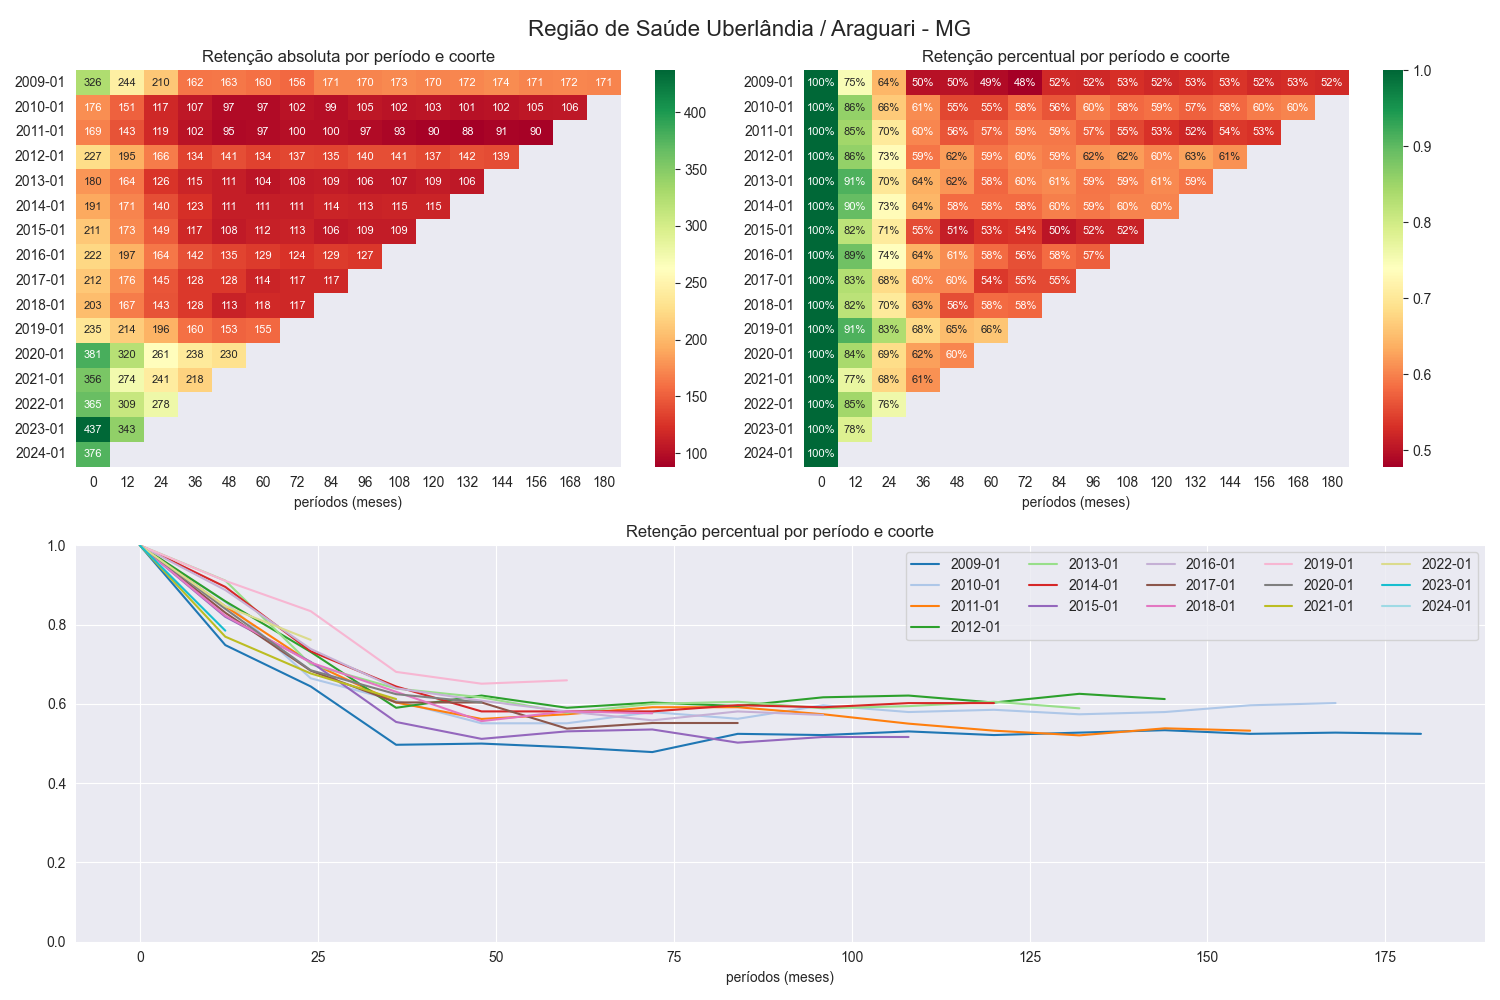 Região de Saúde Uberlândia / Araguari - MG
Retenção absoluta por período e coorte
2009-01 326 244 210 162 163 160 156 171 170 173 170 172 174 171 172 171
2010-01 176 151 117 107 97 97 102 99 105 102 103 101 102 105 106
2011-01 169 143 119 102 95 97 100 100 97 93 90 88 91 90
2012-01 227 195 166 134 141 134 137 135 140 141 137 142 139
2013-01 180 164 126 115 111 104 108 109 106 107 109 106
2014-01 191 171 140 123 111 111 111 114 113 115 115
2015-01 211 173 149 117 108 112 113 106 109 109
2016-01 222 197 164 142 135 129 124 129 127
2017-01 212 176 145 128 128 114 117 117
2018-01 203 167 143 128 113 118 117
2019-01 235 214 196 160 153 155
2020-01 381 320 261 238 230
2021-01 356 274 241 218
2022-01 365 309 278
2023-01 437 343
2024-01 376
0 12 24 36 48 60 72 84 96 108 120 132 144 156 168 180
períodos (meses)
400
350
300
250
200
150
100
Retenção percentual por período e coorte
2009-01 100% 75% 64% 50% 50% 49% 48% 52% 52% 53% 52% 53% 53% 52% 53% 52%
2010-01 100% 86% 66% 61% 55% 55% 58% 56% 60% 58% 59% 57% 58% 60% 60%
2011-01 100% 85% 70% 60% 56% 57% 59% 59% 57% 55% 53% 52% 54% 53%
2012-01 100% 86% 73% 59% 62% 59% 60% 59% 62% 62% 60% 63% 61%
2013-01 100% 91% 70% 64% 62% 58% 60% 61% 59% 59% 61% 59%
2014-01 100% 90% 73% 64% 58% 58% 58% 60% 59% 60% 60%
2015-01 100% 82% 71% 55% 51% 53% 54% 50% 52% 52%
2016-01 100% 89% 74% 64% 61% 58% 56% 58% 57%
2017-01 100% 83% 68% 60% 60% 54% 55% 55%
2018-01 100% 82% 70% 63% 56% 58% 58%
2019-01 100% 91% 83% 68% 65% 66%
2020-01 100% 84% 69% 62% 60%
2021-01 100% 77% 68% 61%
2022-01 100% 85% 76%
2023-01 100% 78%
2024-01 100%
0 12 24 36 48 60 72 84 96 108 120 132 144 156 168 180
períodos (meses)
1.0
0.9
0.8
0.7
0.6
0.5
Retenção percentual por período e coorte
1.0
0.8
0.6
0.4
0.2
0.0
2009-01 2013-01 2016-01 2019-01 2022-01
2010-01 2014-01 2017-01 2020-01 2023-01
2011-01 2015-01 2018-01 2021-01 2024-01
2012-01
0 25 50 75 100 125 150 175
períodos (meses)